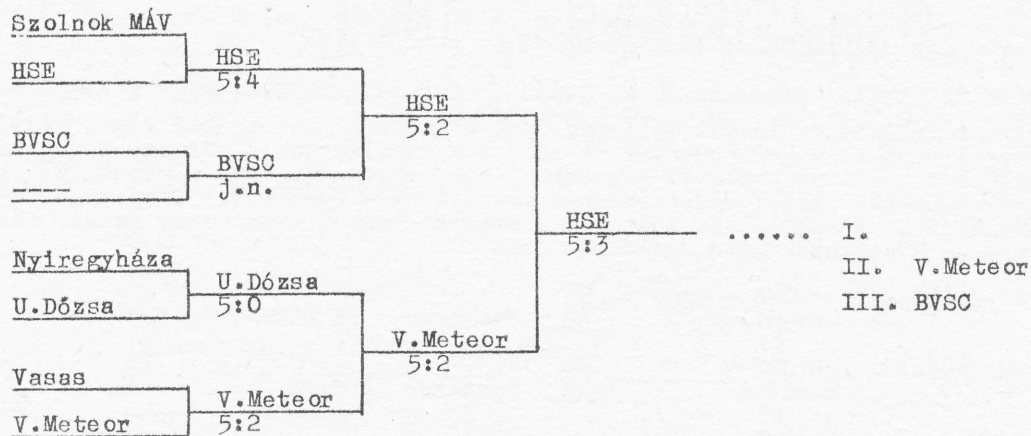 Szolnok MÁV
HSE
HSE
5:4
BVSC
----
BVSC
j.n.
HSE
5:2
Nyiregyháza
U.Dőzsa
U.Dózsa
5:0
Vasas
V.Meteor
V.Meteor
5:2
V.Meteor
5:2
HSE
5:3
...... I.
II. V.Meteor
III. BVSC